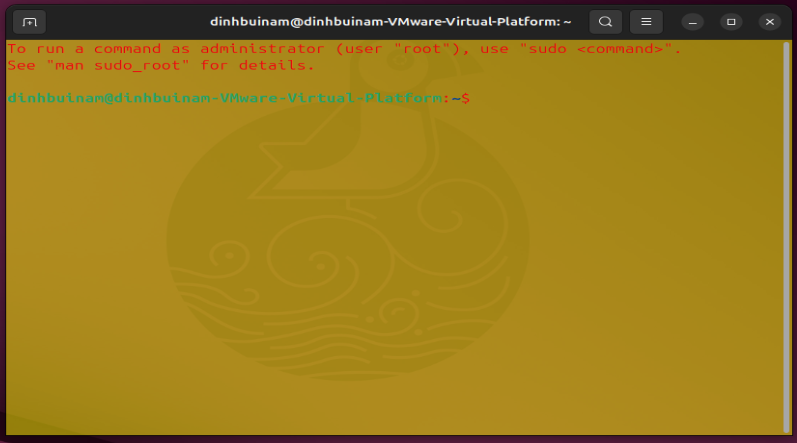 dinhbuinam@dinhbuinam-VMware-Virtual-Platform: ~
To run a command as administrator (user "root"), use "sudo <command>".
See "man sudo_root" for details.
dinhbuinam@dinhbuinam-VMware-Virtual-Platform:~$